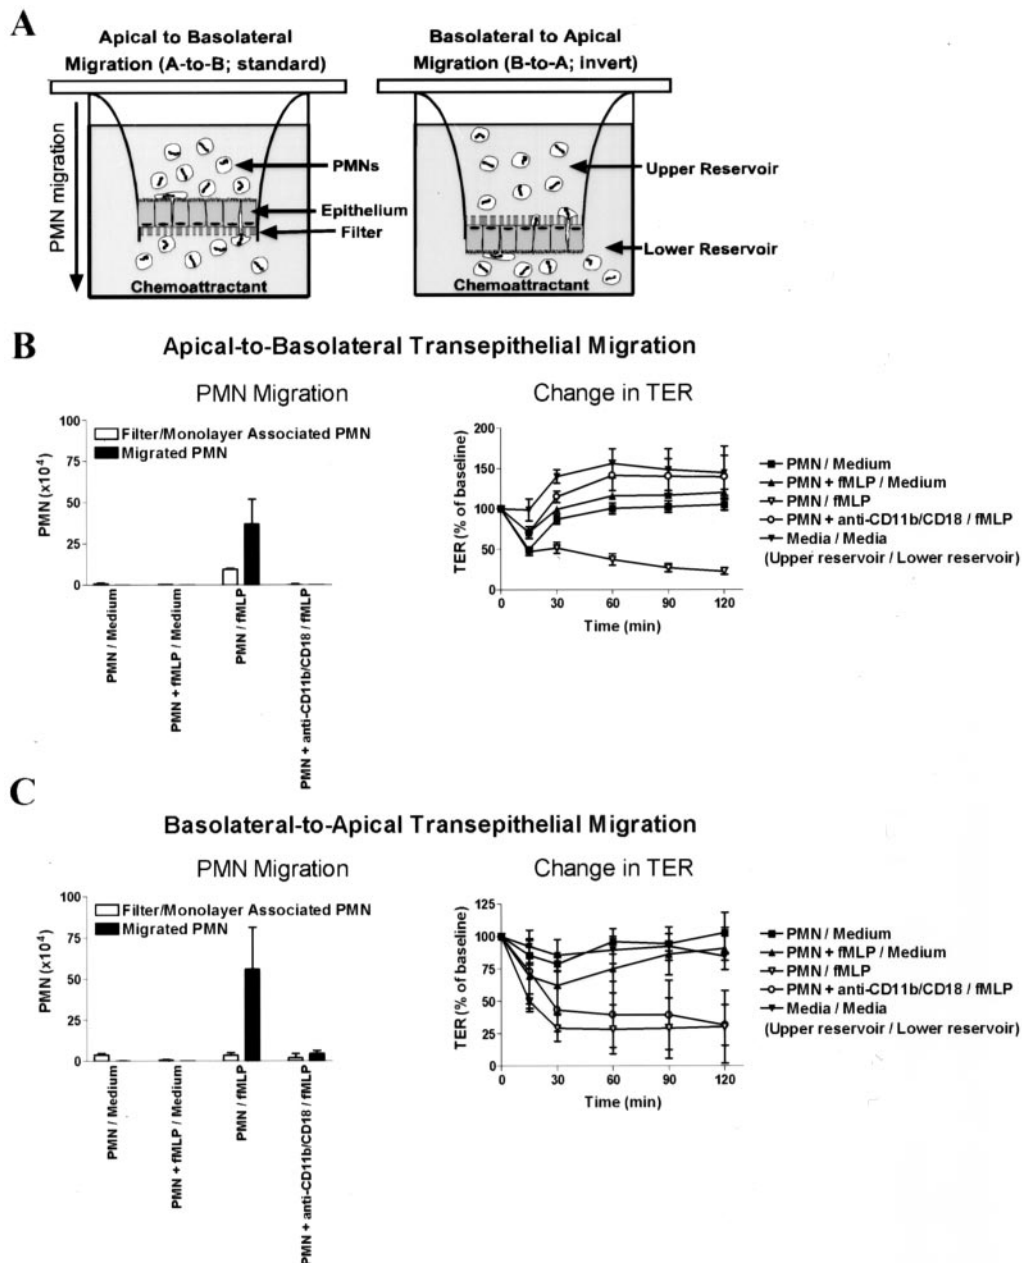 A
Apical to Basolateral
Migration (A-to-B; standard)
Basolateral to Apical
Migration (B-to-A; invert)
PMN migration
PMNs
Epithelium
Filter
Chemoattractant
Upper Reservoir
Lower Reservoir
Chemoattractant
B
Apical-to-Basolateral Transepithelial Migration
PMN Migration
Change in TER
PMN (x10⁴)
100
75
50
25
0
Filter/Monolayer Associated PMN
Migrated PMN
PMN / Medium
PMN + fMLP / Medium
PMN / fMLP
PMN + anti-CD11b/CD18 / fMLP
TER (% of baseline)
200
150
100
50
0
0 30 60 90 120
Time (min)
PMN / Medium
PMN + fMLP / Medium
PMN / fMLP
PMN + anti-CD11b/CD18 / fMLP
Media / Media
(Upper reservoir / Lower reservoir)
C
Basolateral-to-Apical Transepithelial Migration
PMN Migration
Change in TER
PMN (x10⁴)
100
75
50
25
0
Filter/Monolayer Associated PMN
Migrated PMN
PMN / Medium
PMN + fMLP / Medium
PMN / fMLP
PMN + anti-CD11b/CD18 / fMLP
TER (% of baseline)
125
100
75
50
25
0
0 30 60 90 120
Time (min)
PMN / Medium
PMN + fMLP / Medium
PMN / fMLP
PMN + anti-CD11b/CD18 / fMLP
Media / Media
(Upper reservoir / Lower reservoir)